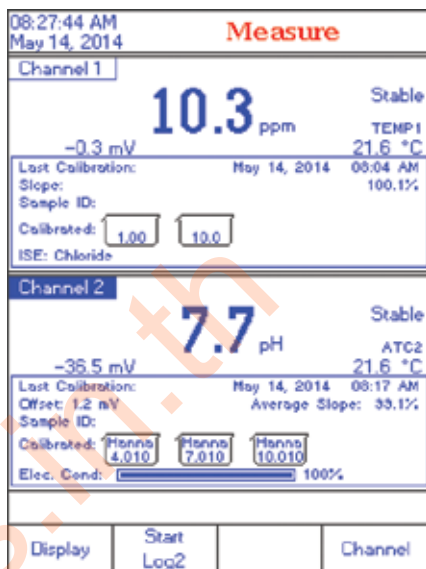 08:27:44 AM
May 14, 2014
Measure
Channel 1
10.3 ppm
Stable
TEMP1
-0.3 mV
21.6 °C
Last Calibration: May 14, 2014 08:04 AM
Slope: 100.1%
Sample ID:
Calibrated: 1.00 10.0
ISE: Chloride
Channel 2
7.7 pH
Stable
ATC2
-36.5 mV
21.6 °C
Last Calibration: May 14, 2014 08:17 AM
Offset: 1.2 mV Average Slope: 99.1%
Sample ID:
Calibrated: Hanna 4.010 Hanna 7.010 Hanna 10.010
Elec. Cond: 100%
Display
Start Log2
Channel